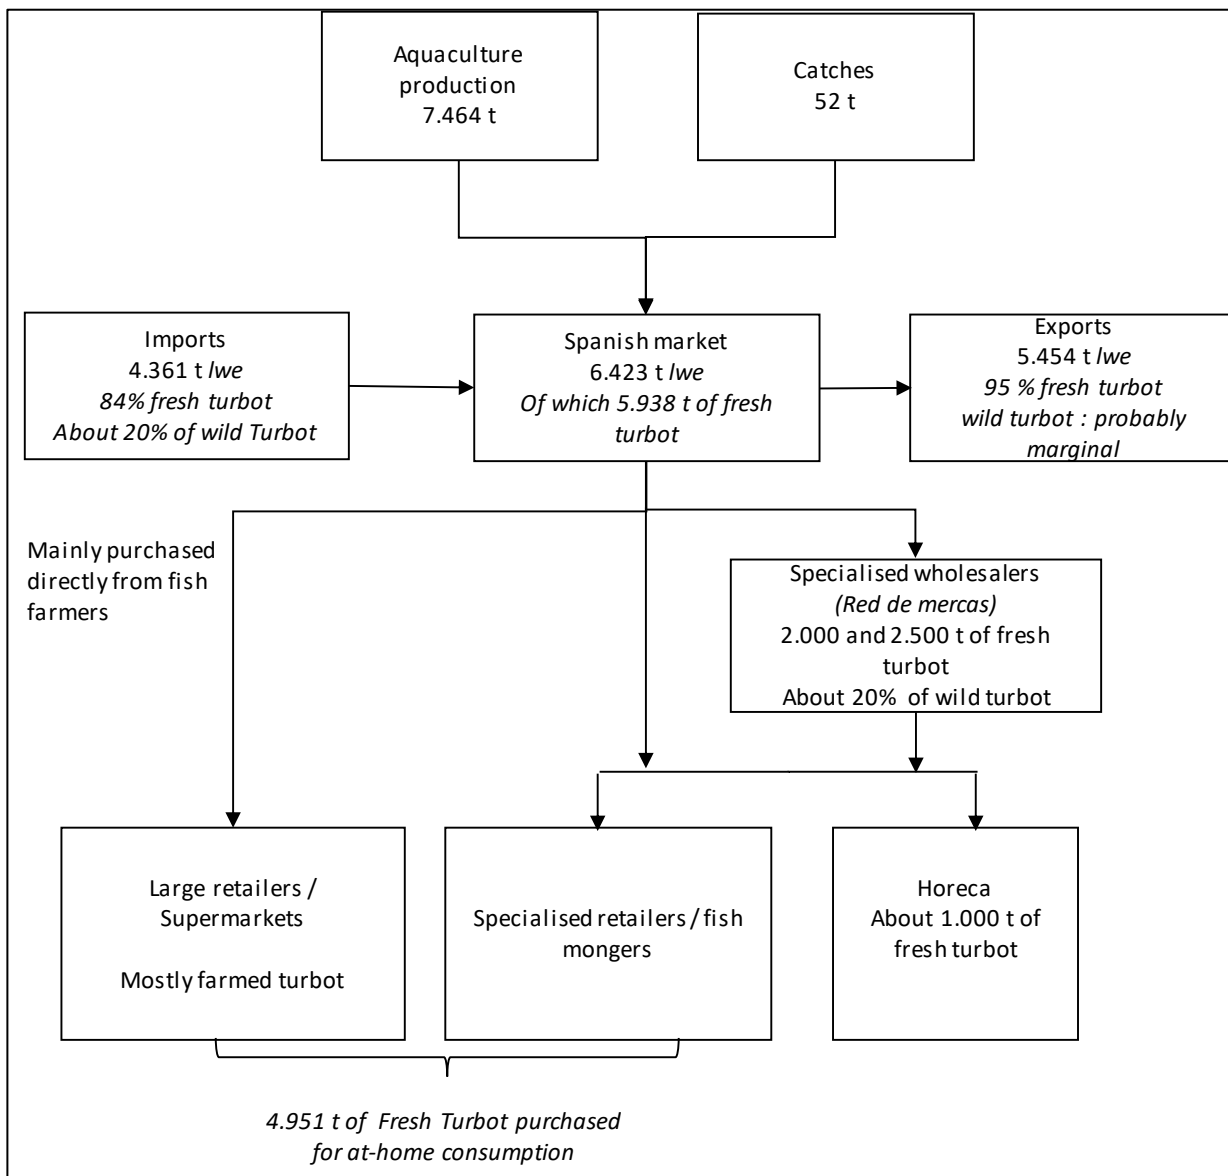 Aquaculture
production
7.464 t
Catches
52 t
Imports
4.361 t lwe
84% fresh turbot
About 20% of wild Turbot
Spanish market
6.423 t lwe
Of which 5.938 t of fresh
turbot
Exports
5.454 t lwe
95 % fresh turbot
wild turbot : probably
marginal
Mainly purchased
directly from fish
farmers
Specialised wholesalers
(Red de mercas)
2.000 and 2.500 t of fresh
turbot
About 20% of wild turbot
Large retailers /
Supermarkets
Mostly farmed turbot
Specialised retailers / fish
mongers
Horeca
About 1.000 t of
fresh turbot
4.951 t of Fresh Turbot purchased
for at-home consumption